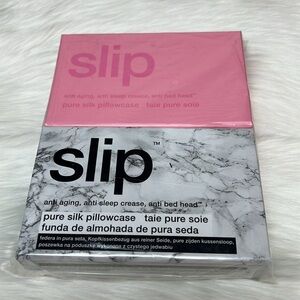 slip
anti aging, anti sleep crease, anti bed head™
pure silk pillowcase taie pure soie
slip™
anti aging, anti sleep crease, anti bed head™
pure silk pillowcase taie pure soie
funda de almohada de pura seda
federa in pura seta, Kopfkissenbezug aus reiner Seide, pure zijden kussensloop,
poszewka na poduszkę wykonana z czystego jedwabiu